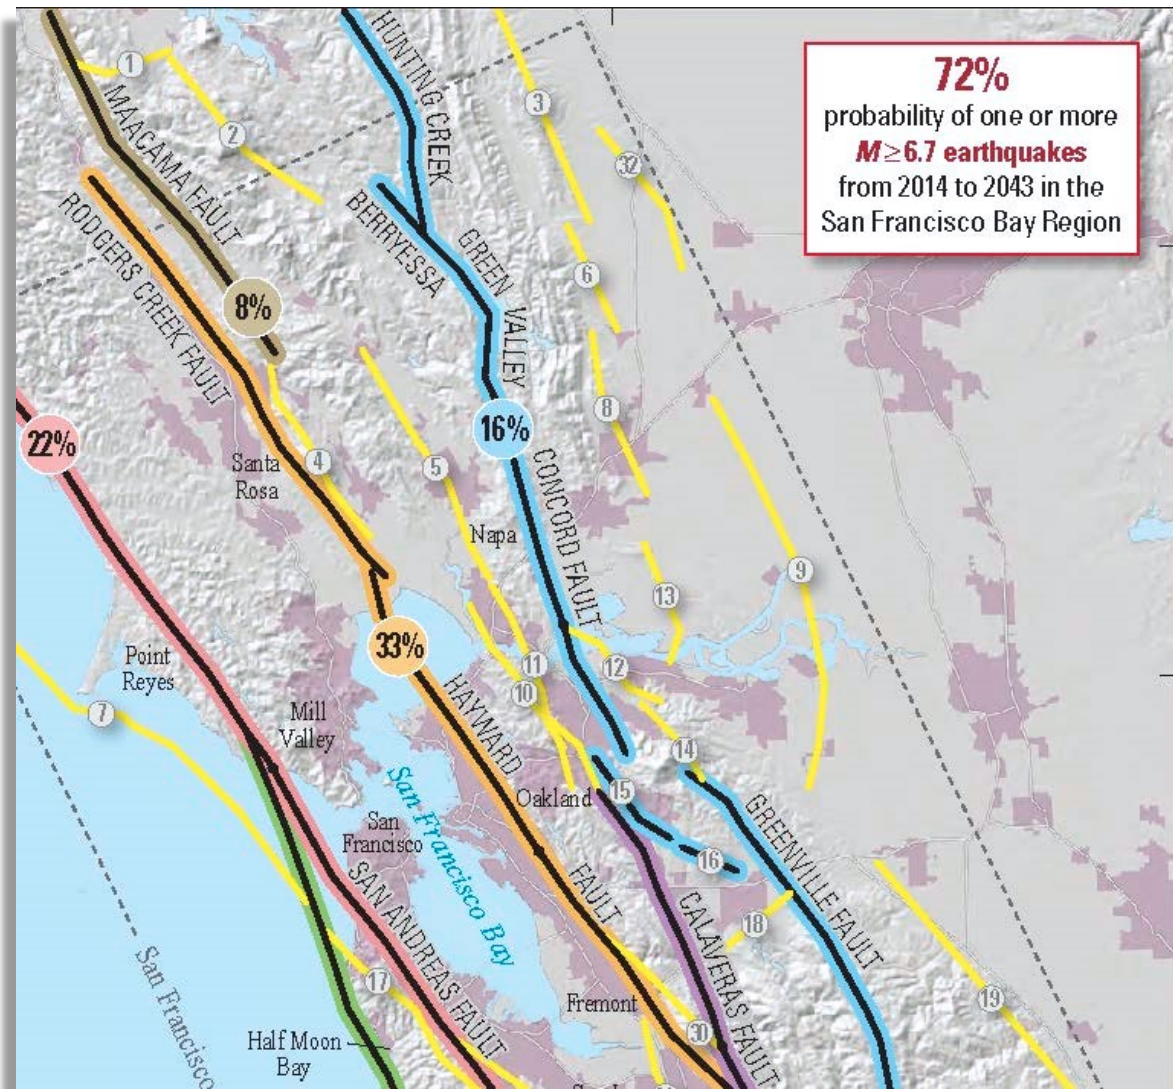 72%
probability of one or more
M≥6.7 earthquakes
from 2014 to 2043 in the
San Francisco Bay Region
HUNTING CREEK
1
MAACAMA FAULT
2
3
32
RODGERS CREEK FAULT
BERRYESSA
GREEN VALLEY
6
8%
22%
16%
8
Santa
Rosa
4
5
CONCORD FAULT
Napa
9
13
33%
Point
Reyes
11
12
10
HAYWARD
7
Mill
Valley
14
San Francisco Bay
Oakland
15
San
Francisco
GREENVILLE FAULT
16
FAULT
SAN ANDREAS FAULT
CALAVERAS FAULT
18
17
Fremont
19
30
San Francisco
Half Moon
Bay